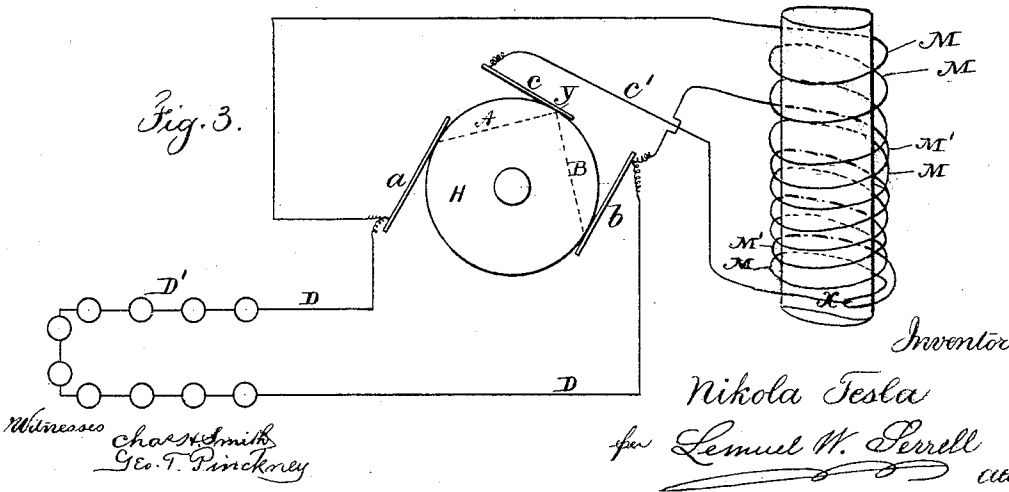 Fig. 3.
a
H
A
B
c
y
b
c'
M
M
M'
M
M'
M
x
D'
D
D
Inventor
Nikola Tesla
per Lemuel W. Serrell
Witnesses
Chas H. Smith
Geo. T. Pinckney